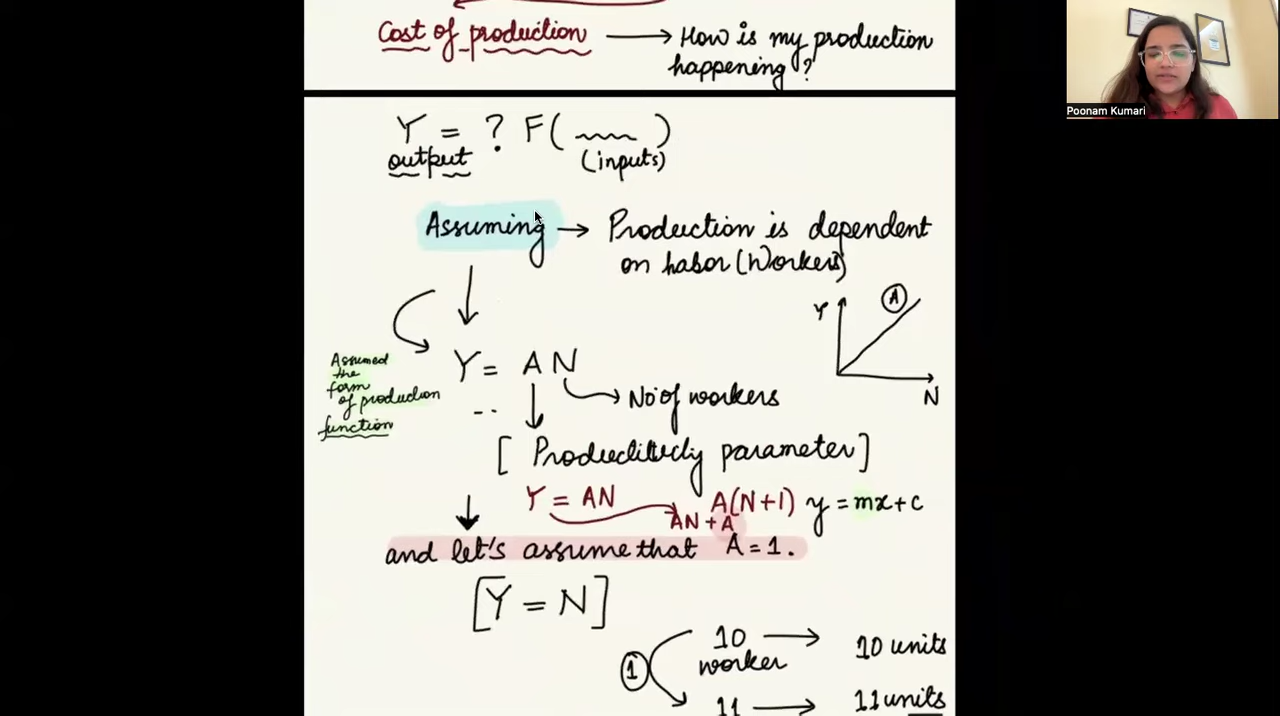 Cost of production → How is my production
happening?
Poonam Kumari
Y = ? F( )
output (inputs)
Assuming → Production is dependent
on Labor (Workers)
Y
A
N
Assumed
the
form
of production
function
Y = A N
→ No of workers
[ parameter]
Y = AN → A(N+1) y = mx + c
AN + A
and let's assume that A = 1.
[Y = N]
10 → 10 units
worker
1
11 → 11 units